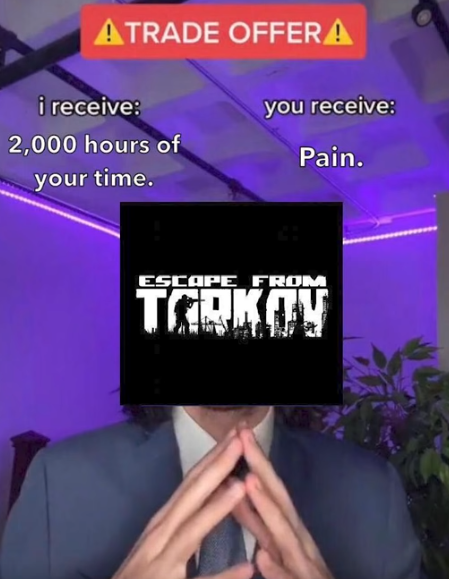 ⚠️TRADE OFFER⚠️
i receive:
you receive:
2,000 hours of
your time.
Pain.
ESCAPE FROM
TARKOV